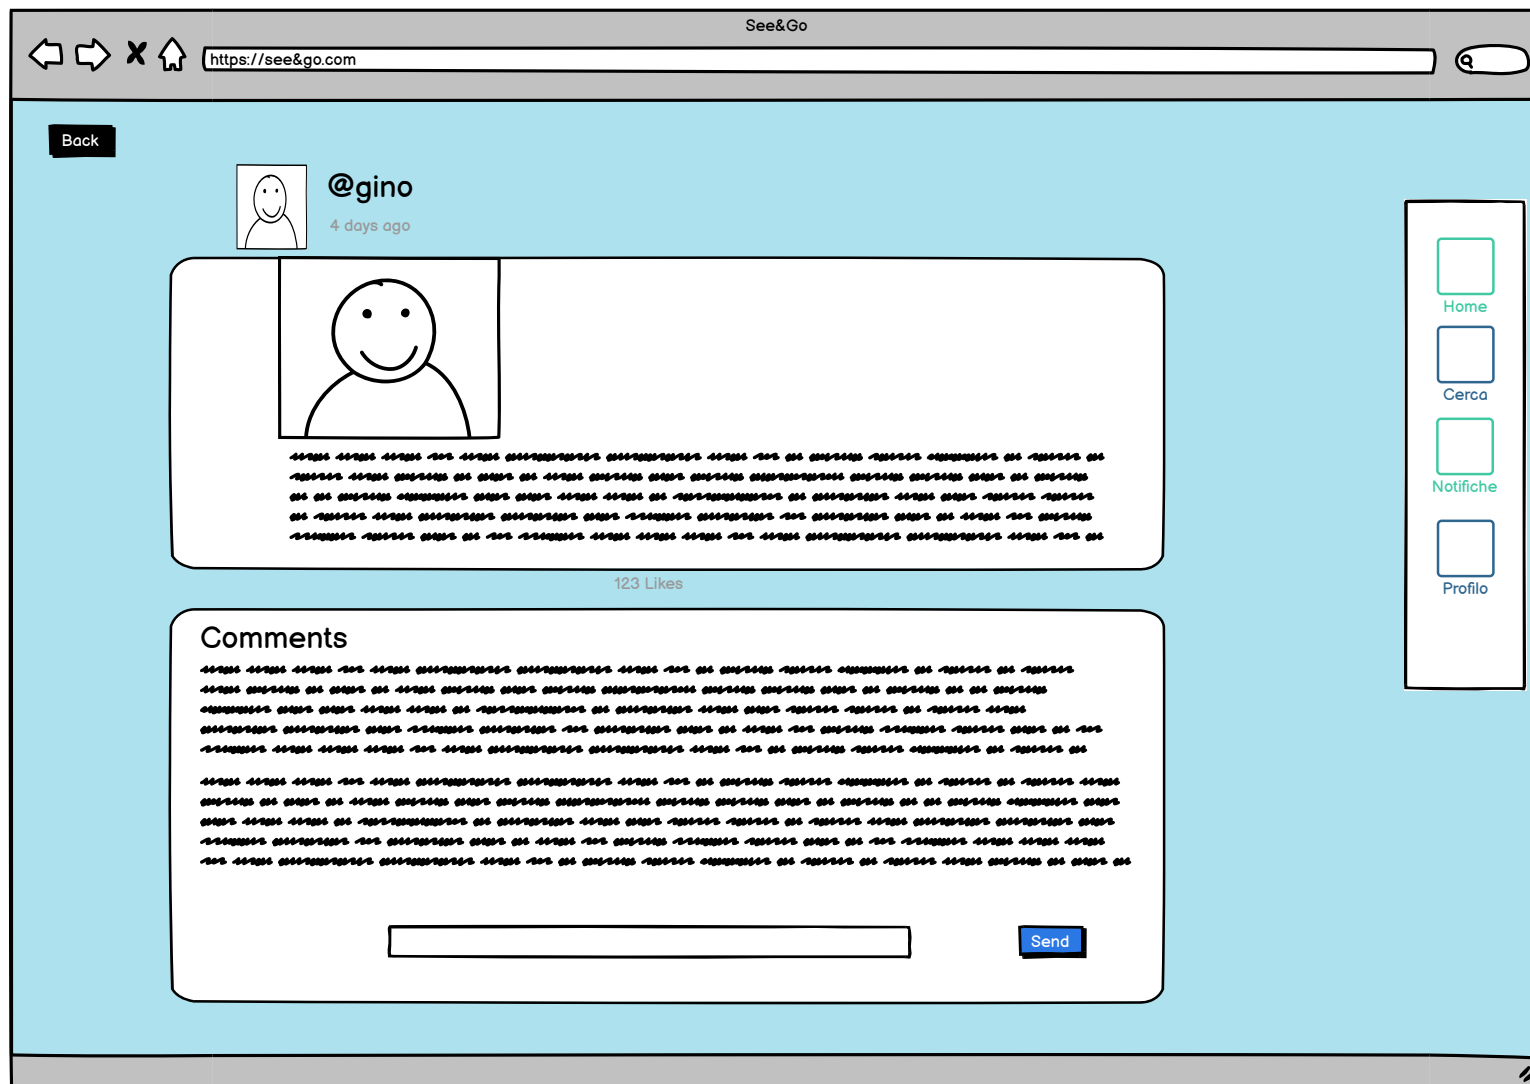 See&Go
https://see&go.com
Back
@gino
4 days ago
123 Likes
Comments
Send
Home
Cerca
Notifiche
Profilo